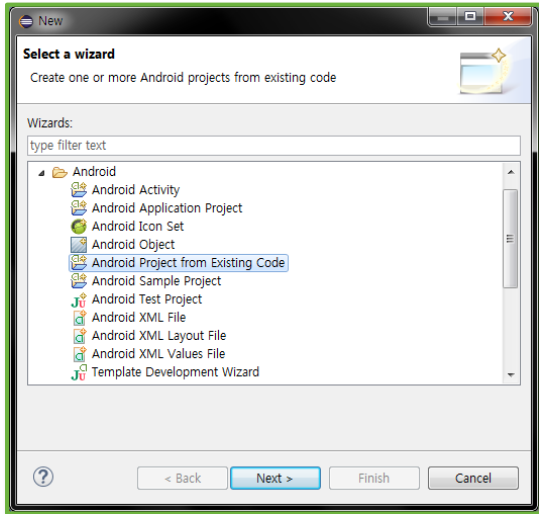 New
Select a wizard
Create one or more Android projects from existing code
Wizards:
type filter text
Android
Android Activity
Android Application Project
Android Icon Set
Android Object
Android Project from Existing Code
Android Sample Project
Android Test Project
Android XML File
Android XML Layout File
Android XML Values File
Template Development Wizard
? < Back Next > Finish Cancel